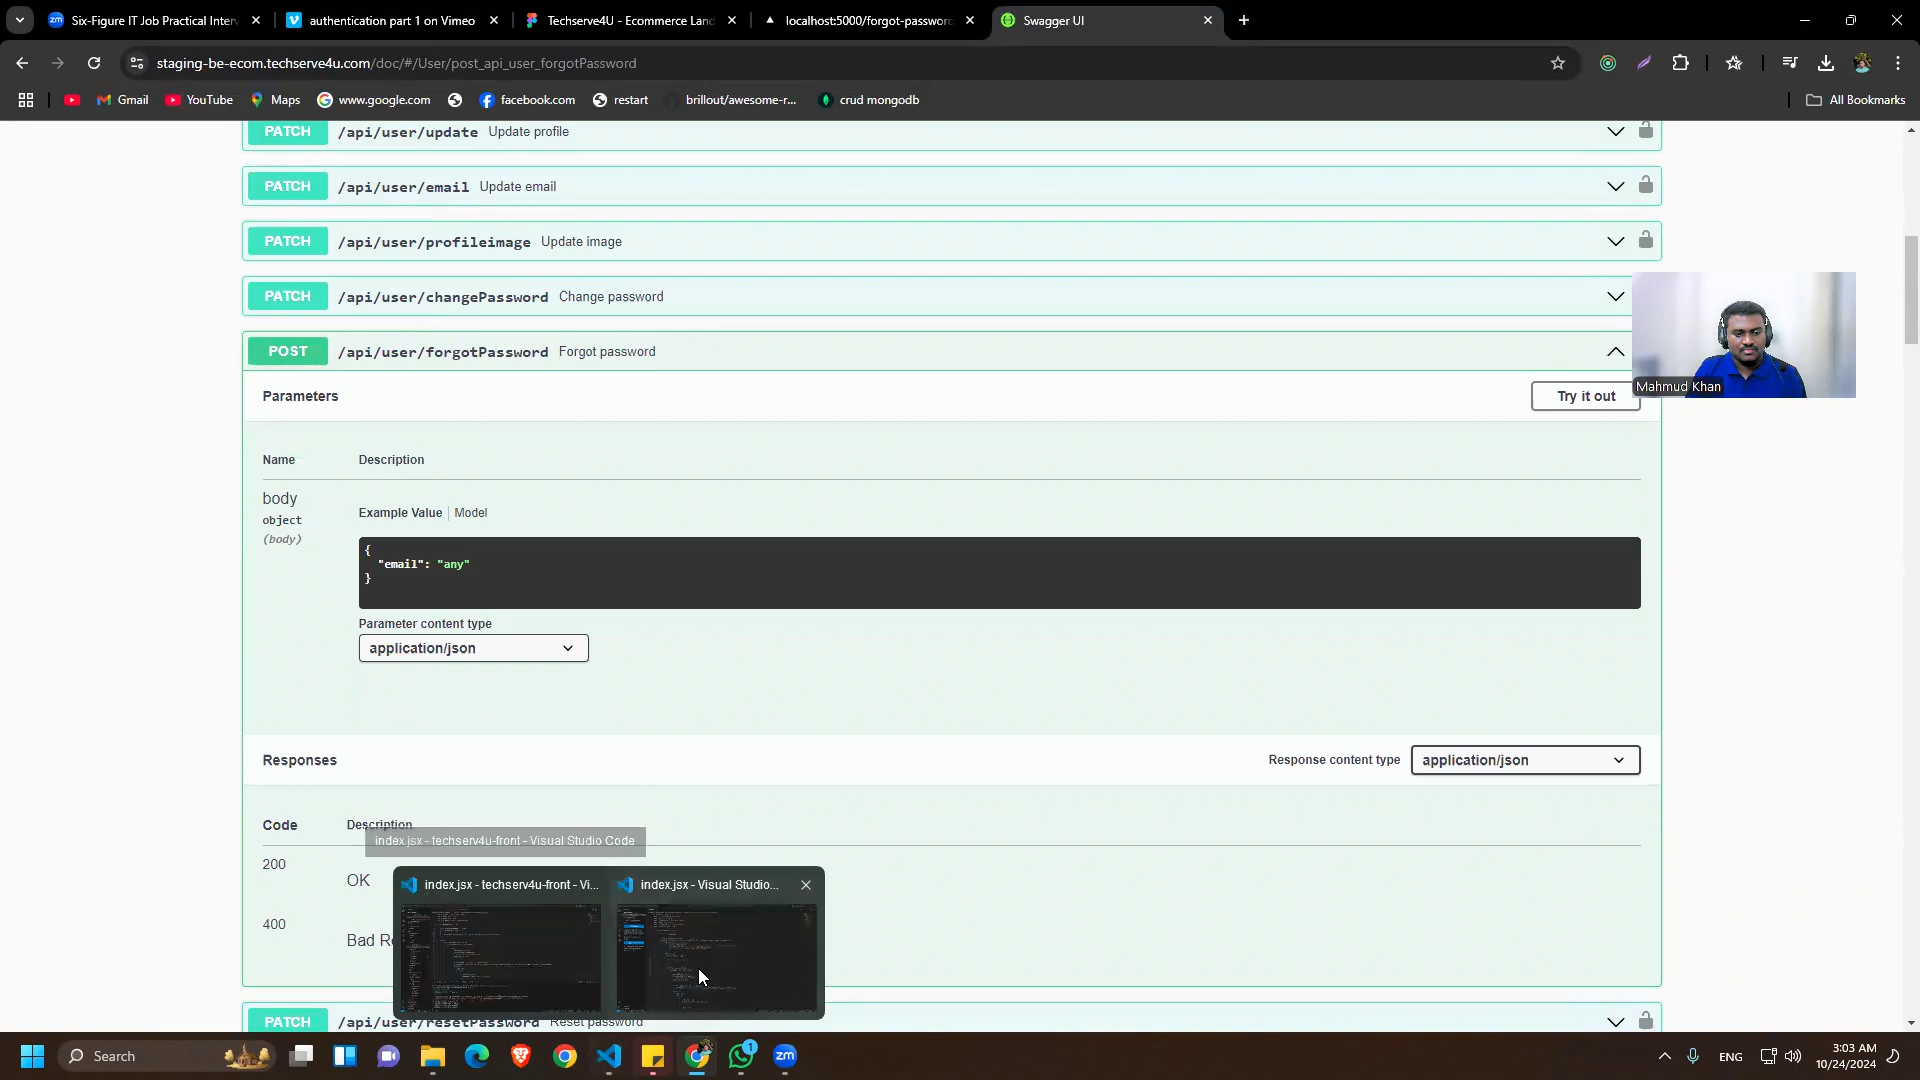 Six-Figure IT Job Practical Interv
authentication part 1 on Vimeo
Techserve4U - Ecommerce Land
localhost:5000/forgot-password
Swagger UI
staging-be-ecom.techserve4u.com/doc/#/User/post_api_user_forgotPassword
Gmail
YouTube
Maps
www.google.com
facebook.com
restart
brillout/awesome-r...
crud mongodb
All Bookmarks
PATCH /api/user/update Update profile
PATCH /api/user/email Update email
PATCH /api/user/profileimage Update image
PATCH /api/user/changePassword Change password
POST /api/user/forgotPassword Forgot password
Mahmud Khan
Parameters
Try it out
Name Description
body
object
(body)
Example Value Model
{
"email": "any"
}
Parameter content type
application/json
Responses
Response content type application/json
Code Description
index.jsx - techserv4u-front - Visual Studio Code
200
OK
400
Bad Re
index.jsx - techserv4u-front - Vi...
index.jsx - Visual Studio...
PATCH /api/user/resetPassword Reset password
Search
1
zm
ENG
3:03 AM
10/24/2024